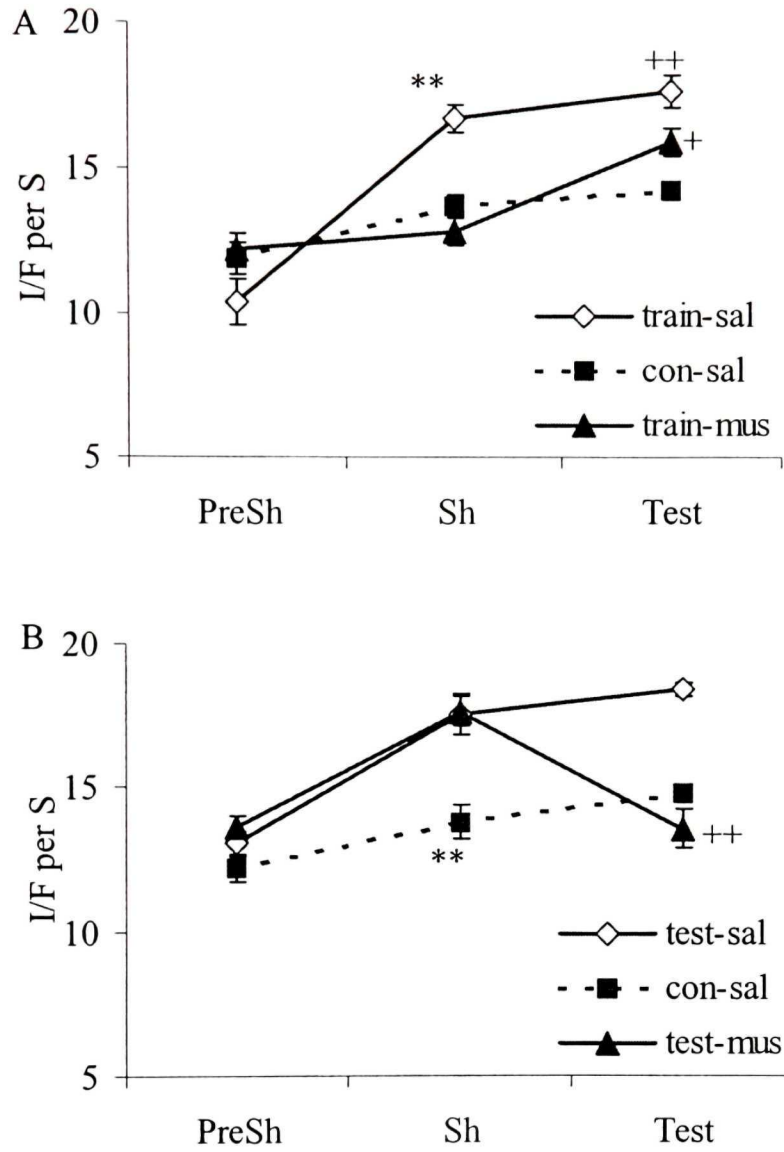 A
20
++
**
+
15
I/F per S
10
train-sal
con-sal
train-mus
5
PreSh Sh Test
B
20
15
I/F per S
**
++
10
test-sal
con-sal
test-mus
5
PreSh Sh Test